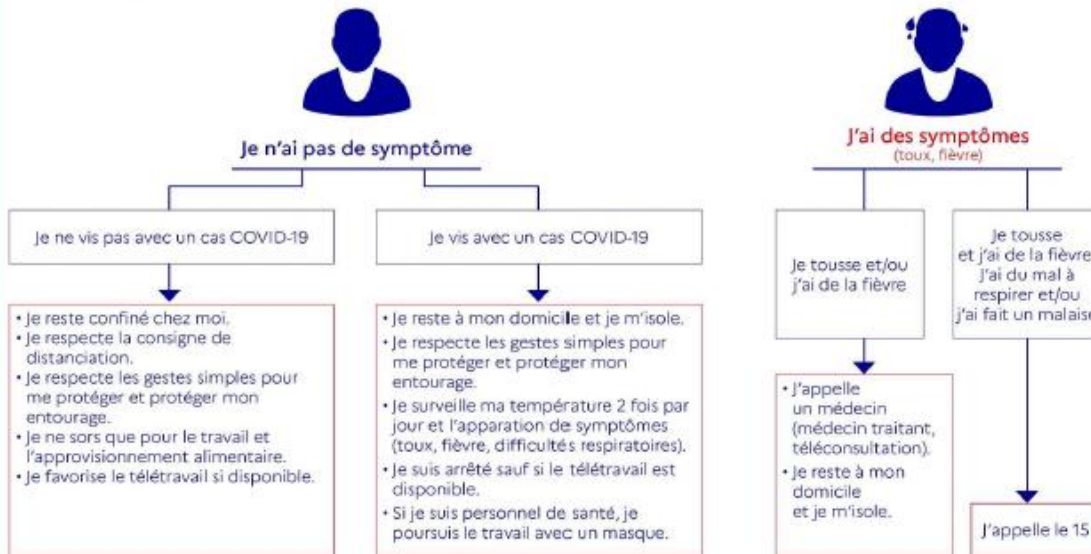 Je n'ai pas de symptôme
Je ne vis pas avec un cas COVID-19
• Je reste confiné chez moi.
• Je respecte la consigne de
distanciation.
• Je respecte les gestes simples pour
me protéger et protéger mon
entourage.
• Je ne sors que pour le travail et
l'approvisionnement alimentaire.
• Je favorise le télétravail si disponible.
Je vis avec un cas COVID-19
• Je reste à mon domicile et je m'isole.
• Je respecte les gestes simples pour
me protéger et protéger mon
entourage.
• Je surveille ma température 2 fois par
jour et l'apparation de symptômes
(toux, fièvre, difficultés respiratoires).
• Je suis arrêté sauf si le télétravail est
disponible.
• Si je suis personnel de santé, je
poursuis le travail avec un masque.
J'ai des symptômes
(toux, fièvre)
Je tousse et/ou
j'ai de la fièvre
• J'appelle
un médecin
(médecin traitant,
téléconsultation).
• Je reste à mon
domicile
et je m'isole.
Je tousse
et j'ai de la fièvre
J'ai du mal à
respirer et/ou
j'ai fait un malaise
J'appelle le 15